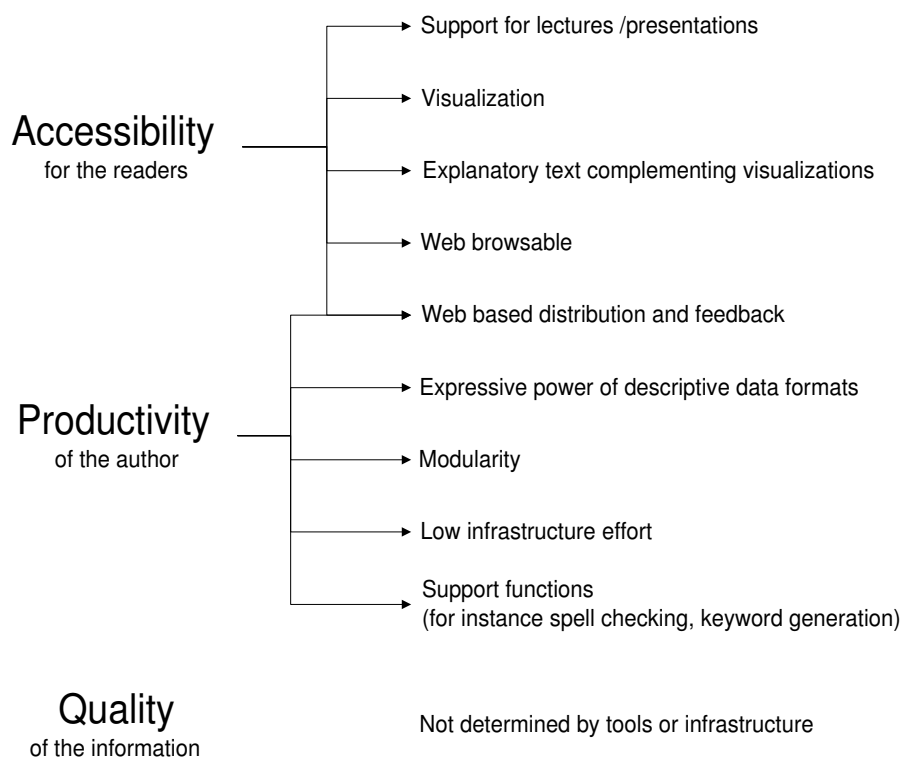 Support for lectures /presentations
Visualization
Accessibility
for the readers
Explanatory text complementing visualizations
Web browsable
Web based distribution and feedback
Expressive power of descriptive data formats
Productivity
of the author
Modularity
Low infrastructure effort
Support functions
(for instance spell checking, keyword generation)
Quality
of the information
Not determined by tools or infrastructure